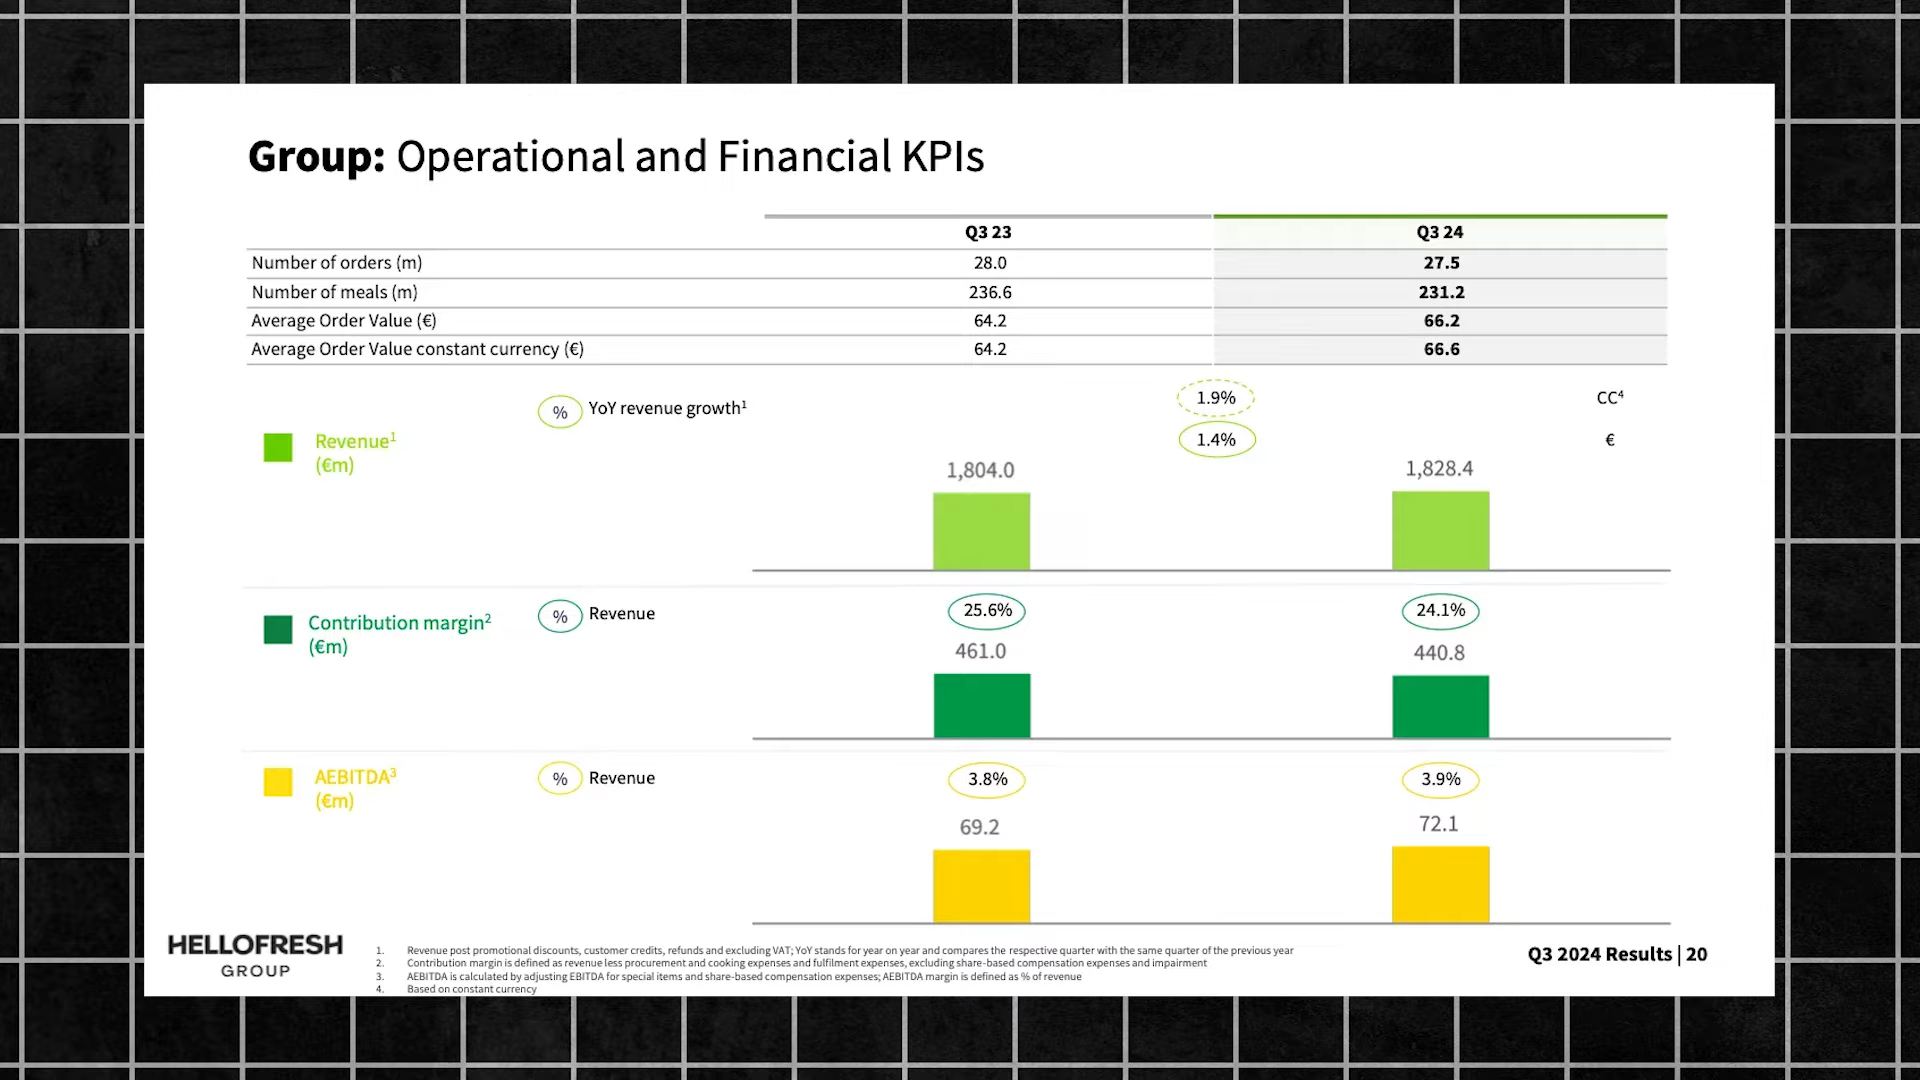 Group: Operational and Financial KPIs
Q3 23 Q3 24
Number of orders (m) 28.0 27.5
Number of meals (m) 236.6 231.2
Average Order Value (€) 64.2 66.2
Average Order Value constant currency (€) 64.2 66.6
% YoY revenue growth1 1.9% CC4
1.4% €
Revenue1
(€m)
1,804.0 1,828.4
Contribution margin2
(€m)
% Revenue 25.6% 24.1%
461.0 440.8
AEBITDA3
(€m)
% Revenue 3.8% 3.9%
69.2 72.1
HELLOFRESH
GROUP
1. Revenue post promotional discounts, customer credits, refunds and excluding VAT; YoY stands for year on year and compares the respective quarter with the same quarter of the previous year
2. Contribution margin is defined as revenue less procurement and cooking expenses and fulfilment expenses, excluding share-based compensation expenses and impairment
3. AEBITDA is calculated by adjusting EBITDA for special items and share-based compensation expenses; AEBITDA margin is defined as % of revenue
4. Based on constant currency
Q3 2024 Results | 20